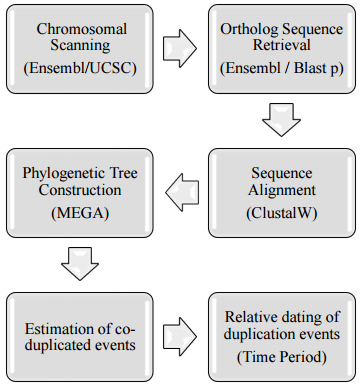 Chromosomal
Scanning
(Ensembl/UCSC)
Ortholog Sequence
Retrieval
(Ensembl / Blast p)
Sequence
Alignment
(ClustalW)
Phylogenetic Tree
Construction
(MEGA)
Estimation of co-
duplicated events
Relative dating of
duplication events
(Time Period)